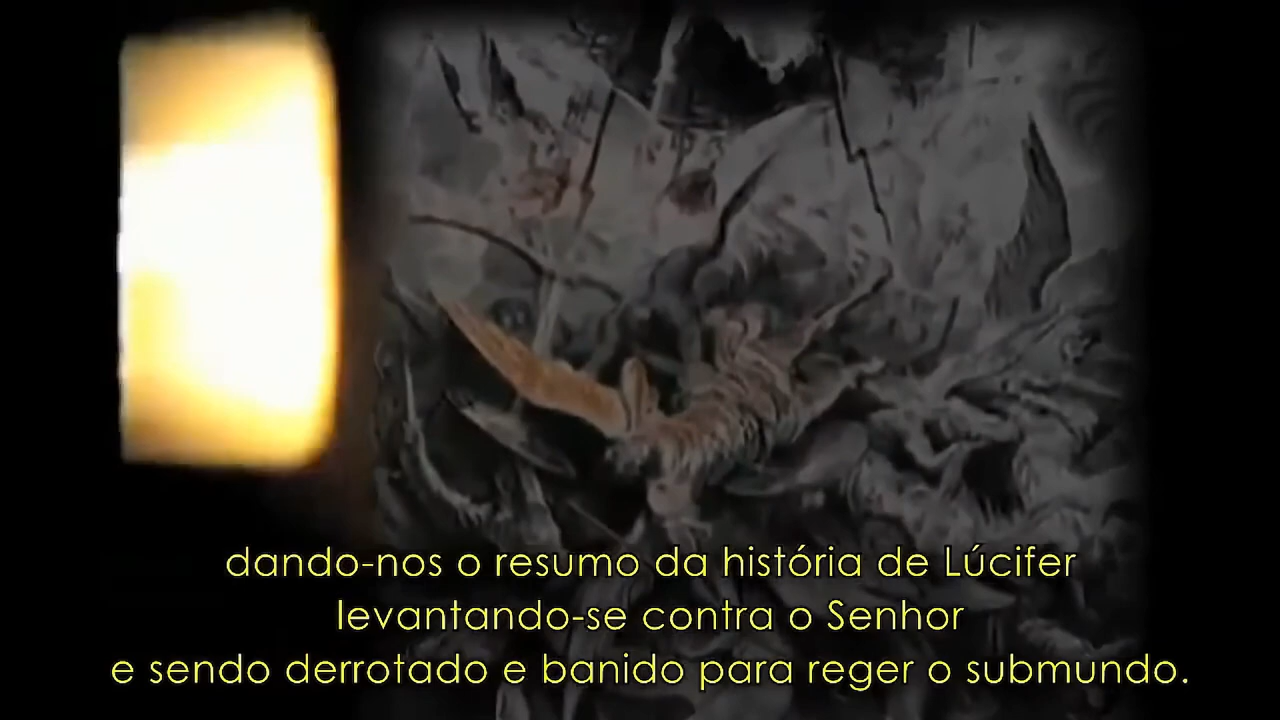 dando-nos o resumo da história de Lúcifer
levantando-se contra o Senhor
e sendo derrotado e banido para reger o submundo.